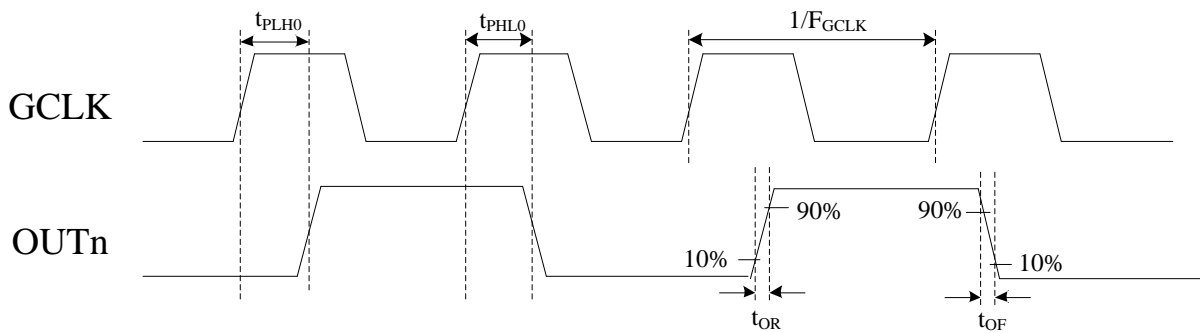 tPLH0
tPHL0
1/FGCLK
GCLK
OUTn
90%
90%
10%
10%
tOR
tOF